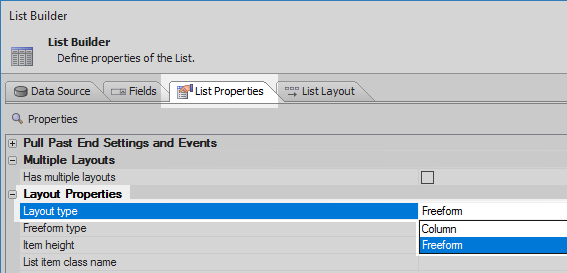 List Builder
List Builder
Define properties of the List.
Data Source Fields List Properties List Layout
Properties
Pull Past End Settings and Events
Multiple Layouts
Has multiple layouts
Layout Properties
Layout type Freeform
Freeform type Column
Item height Freeform
List item class name